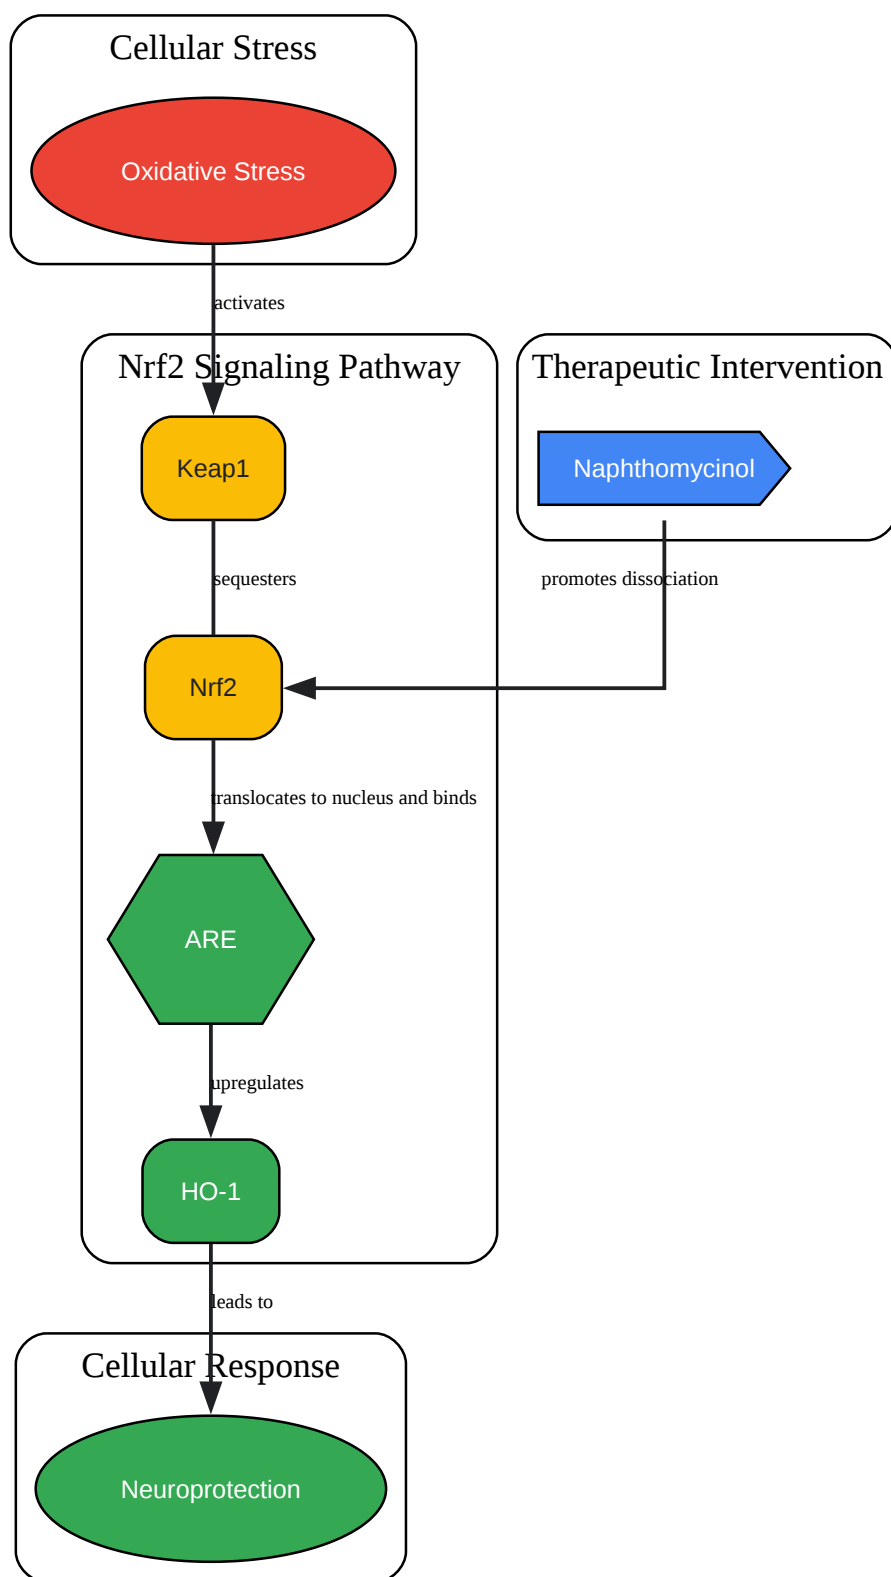 Cellular Stress
Oxidative Stress
activates
Nrf2 Signaling Pathway
Therapeutic Intervention
Keap1
Naphthomycinol
sequesters
promotes dissociation
Nrf2
translocates to nucleus and binds
ARE
upregulates
HO-1
leads to
Cellular Response
Neuroprotection